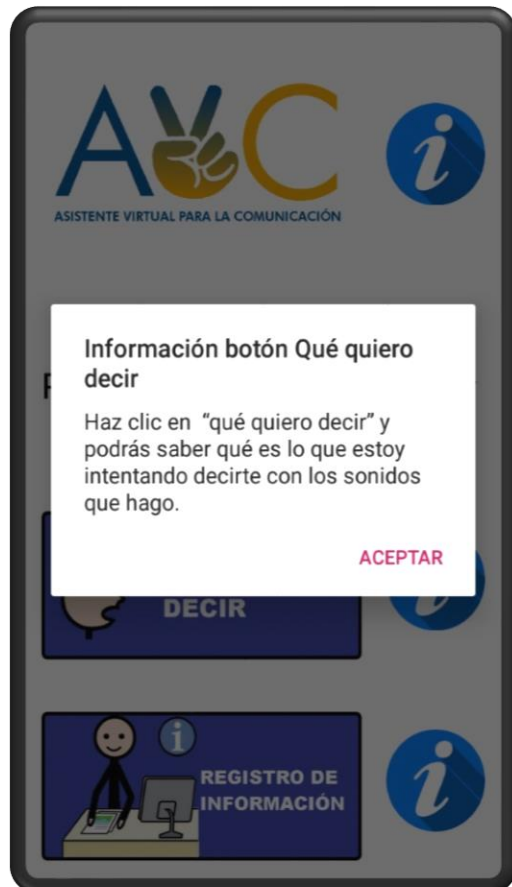 AVC
ASISTENTE VIRTUAL PARA LA COMUNICACIÓN
Información botón Qué quiero
decir
Haz clic en “qué quiero decir” y
podrás saber qué es lo que estoy
intentando decirte con los sonidos
que hago.
ACEPTAR
DECIR
REGISTRO DE
INFORMACIÓN